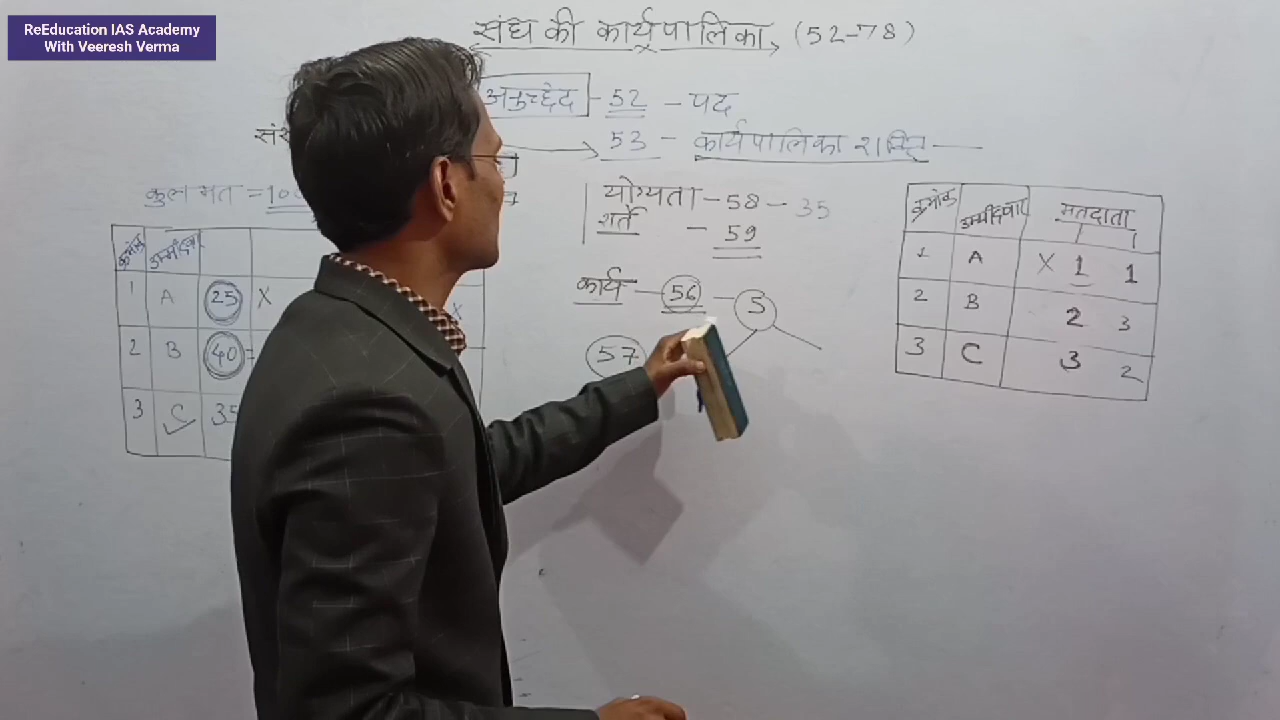 ReEducation IAS Academy
With Veeresh Verma
संघ की कार्यपालिका, (52-78)
अनुच्छेद - 52 - पद
53 - कार्यपालिका शक्ति
कुल मत = 10
योग्यता - 58 - 35
शर्ते - 59
कार्य - 56 - 5
57
उम्मीदवार
1 A 25 X X
2 B 40
3 C 35
क्रमांक उम्मीदवार मतदाता
1 A X 1 1
2 B 2 3
3 C 3 2